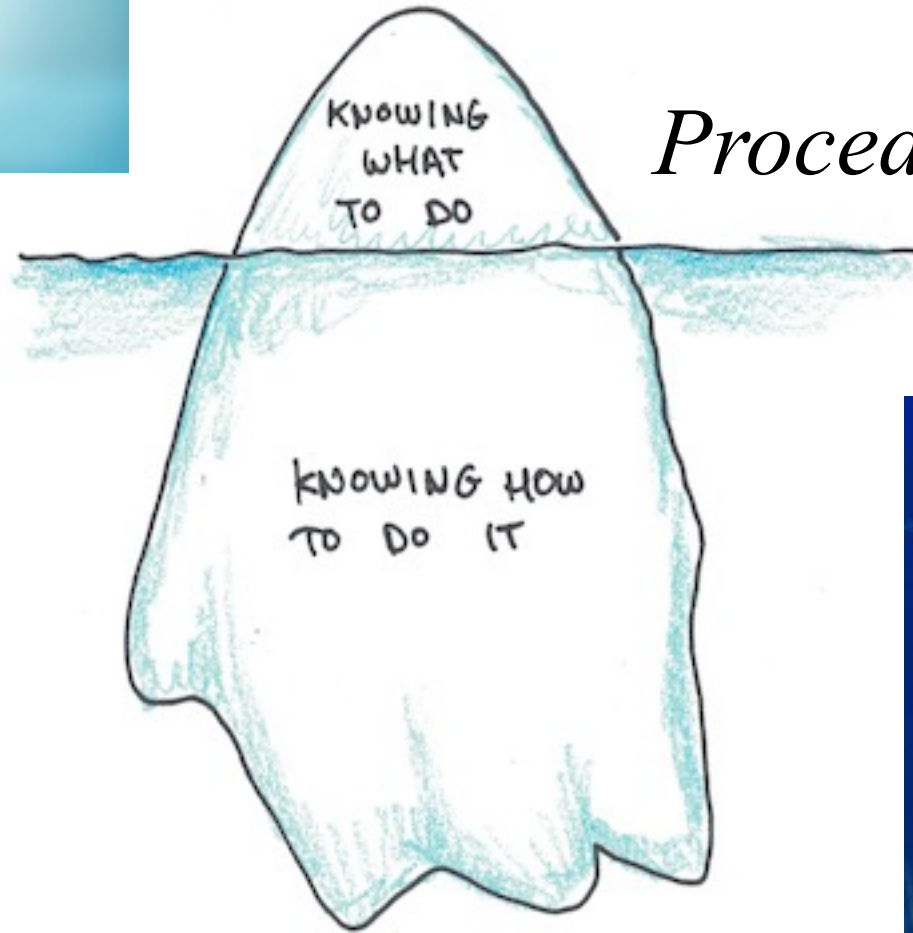 KNOWING
WHAT
TO DO
Proced
KNOWING HOW
TO DO IT